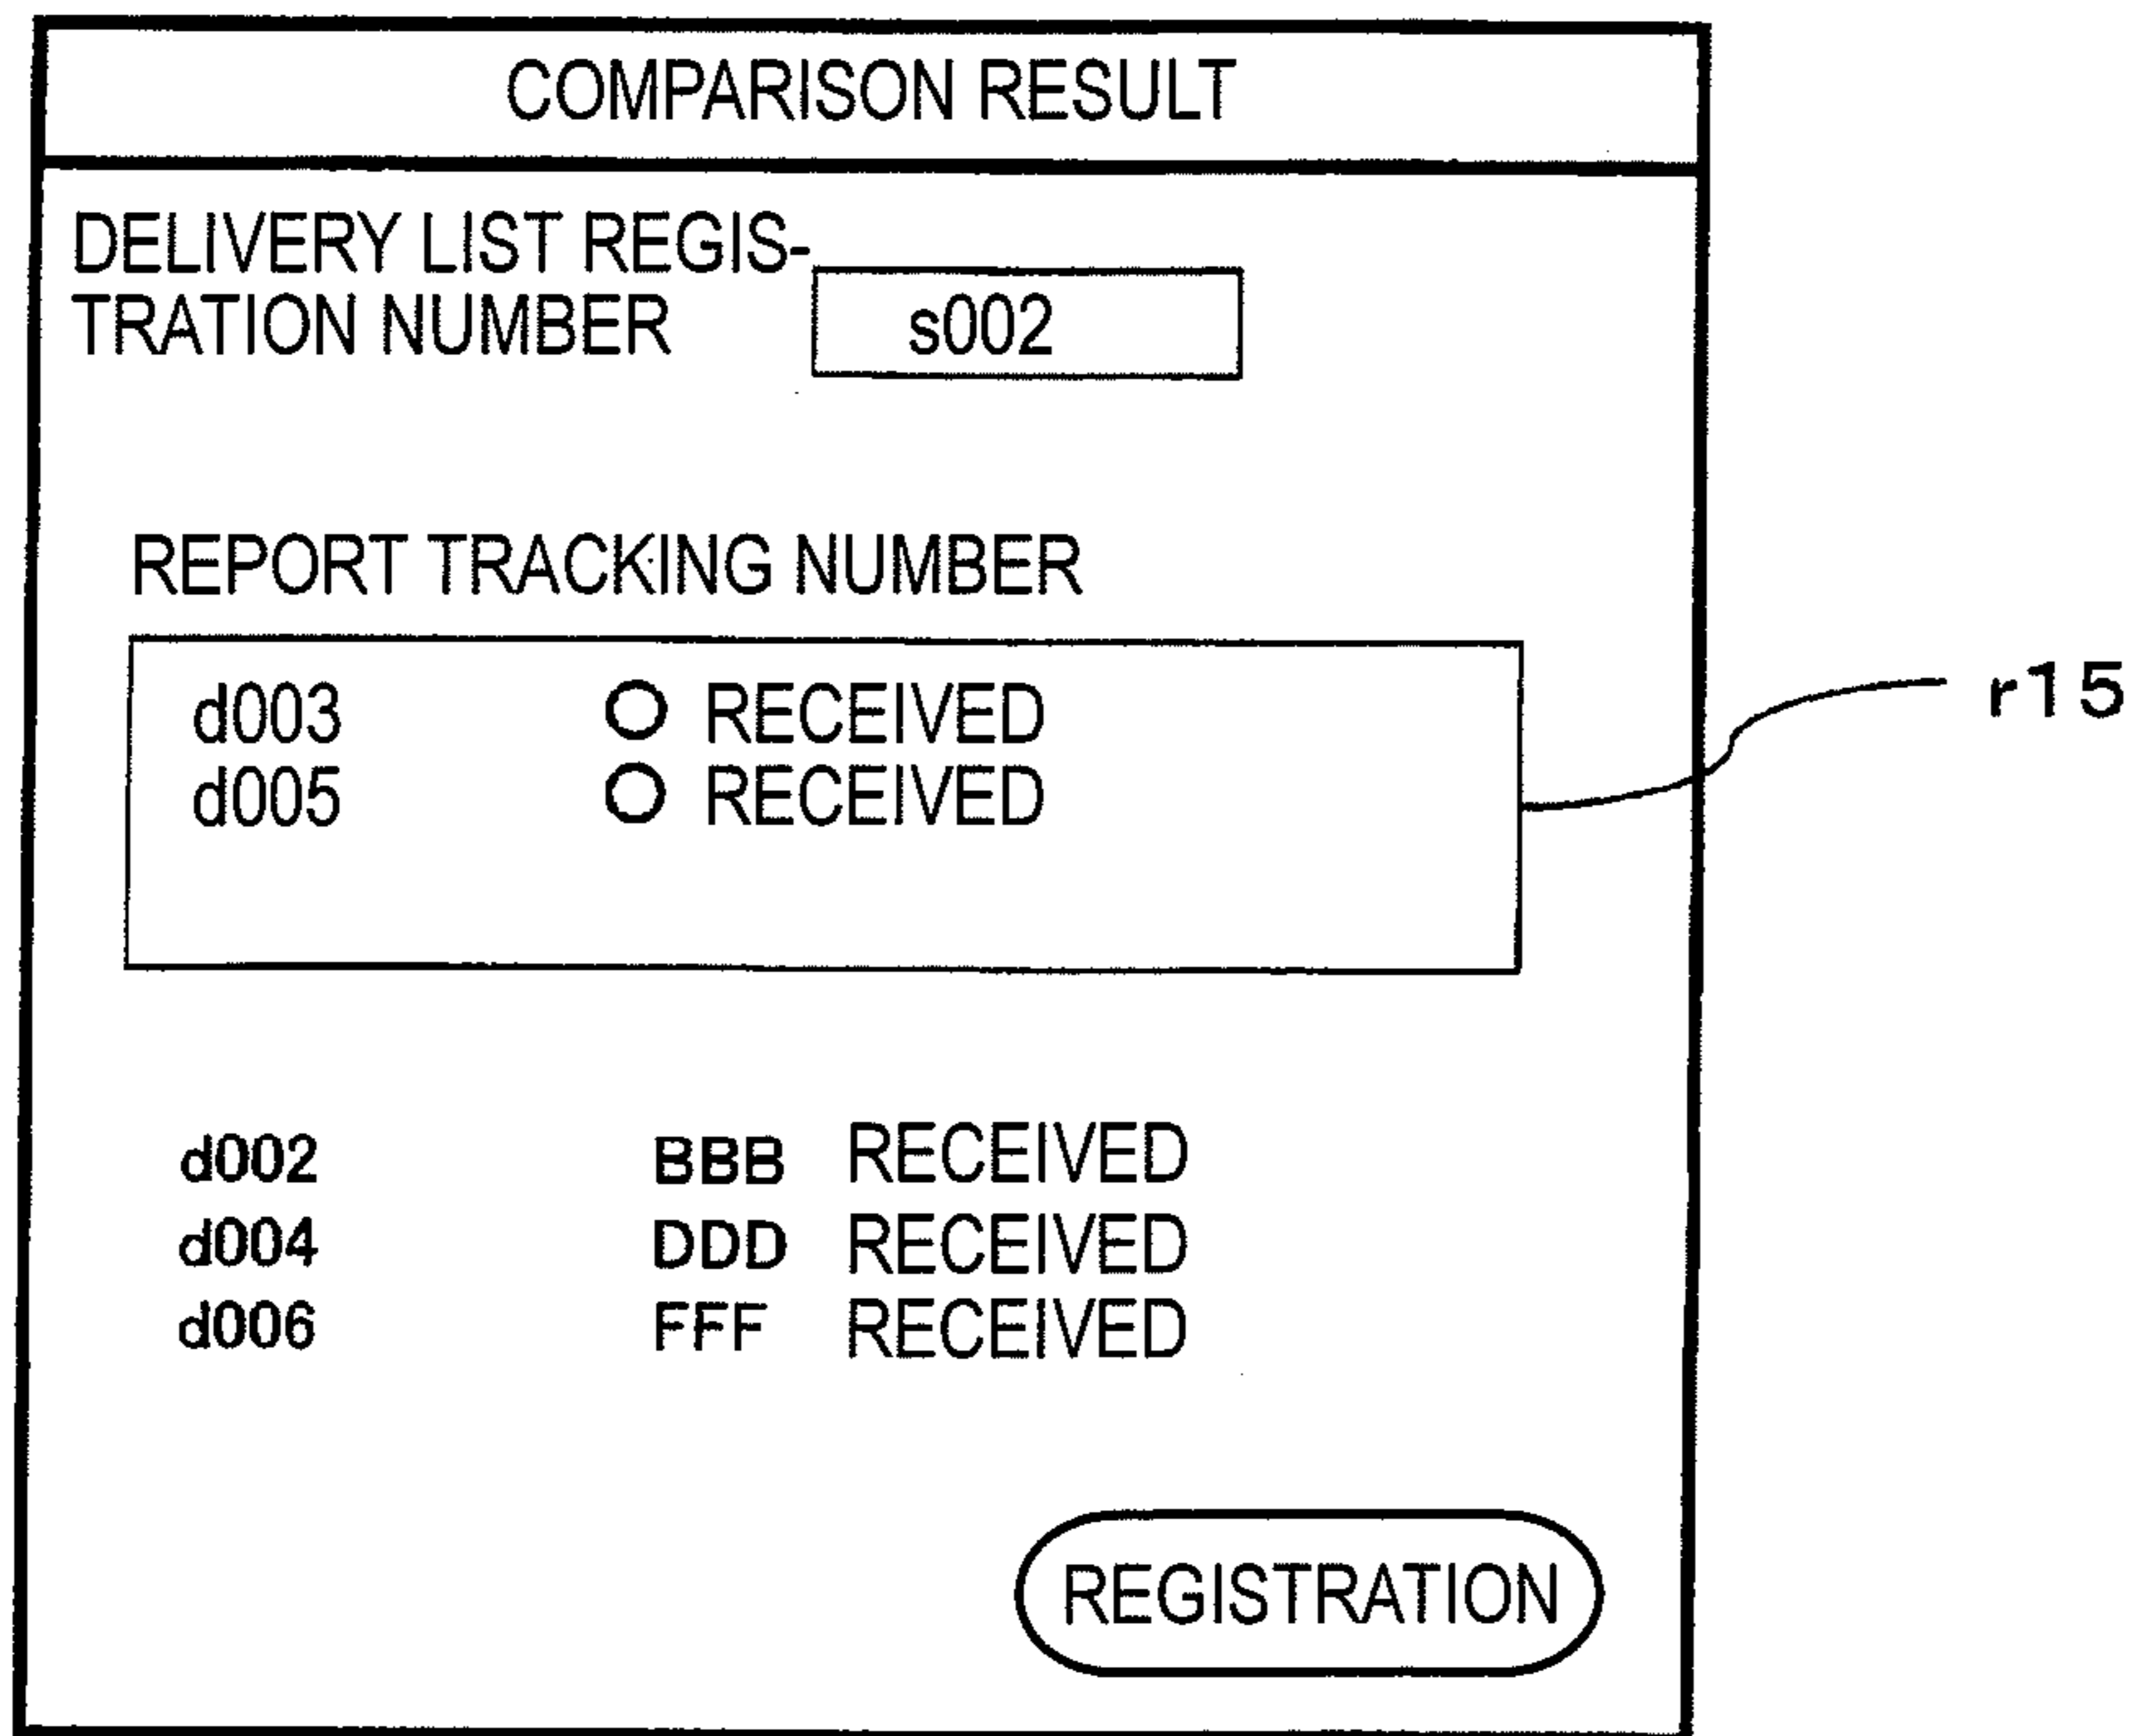 COMPARISON RESULT
DELIVERY LIST REGIS-
TRATION NUMBER s002
REPORT TRACKING NUMBER
d003 ○ RECEIVED
d005 ○ RECEIVED
r15
d002 BBB RECEIVED
d004 DDD RECEIVED
d006 FFF RECEIVED
REGISTRATION